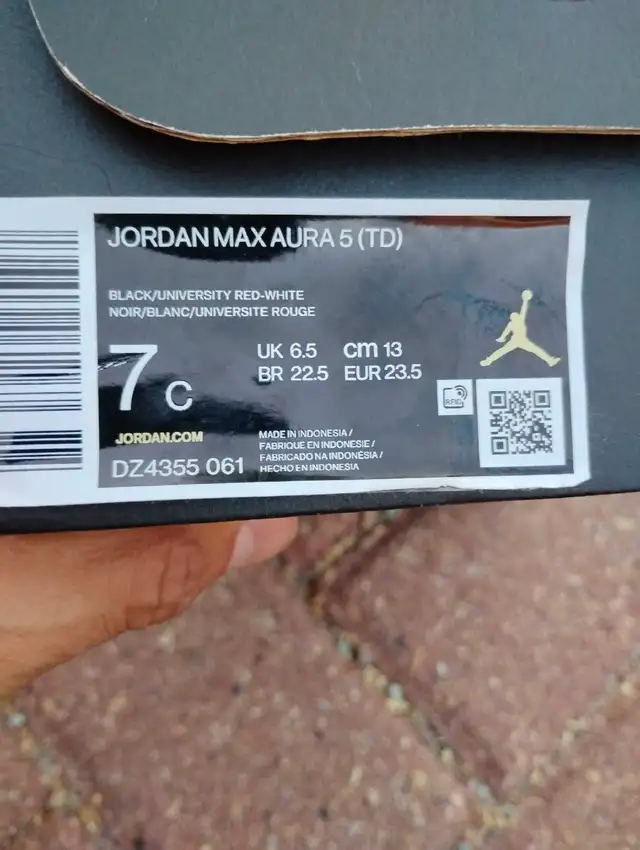 JORDAN MAX AURA 5 (TD)
BLACK/UNIVERSITY RED-WHITE
NOIR/BLANC/UNIVERSITE ROUGE
7 C
UK 6.5 cm 13
BR 22.5 EUR 23.5
RFID
JORDAN.COM
DZ4355 061
MADE IN INDONESIA /
FABRIQUE EN INDONESIE /
FABRICADO NA INDONÉSIA /
HECHO EN INDONESIA